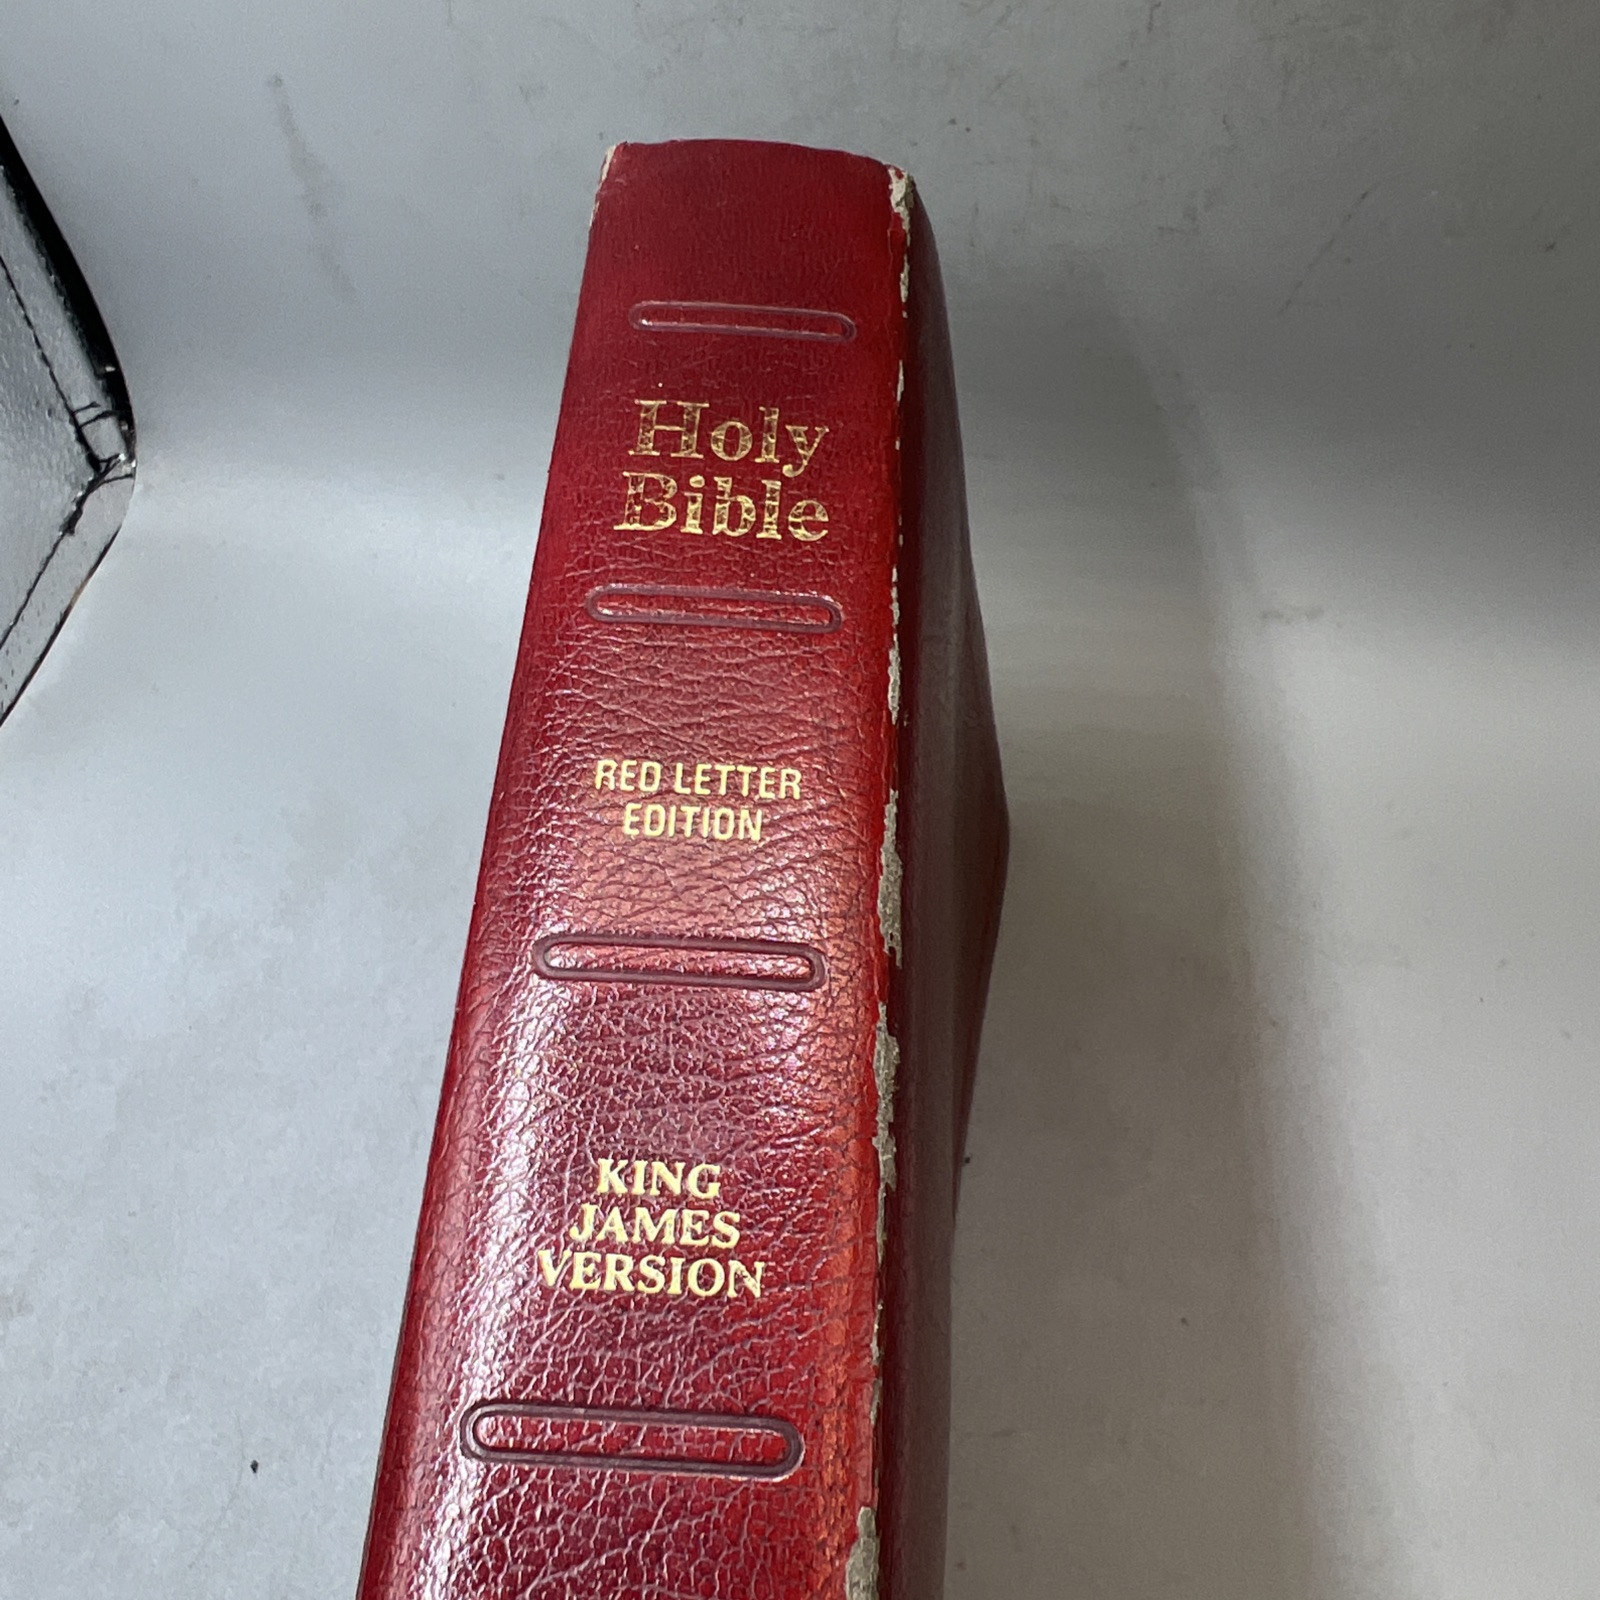 Holy
Bible
RED LETTER
EDITION
KING
JAMES
VERSION